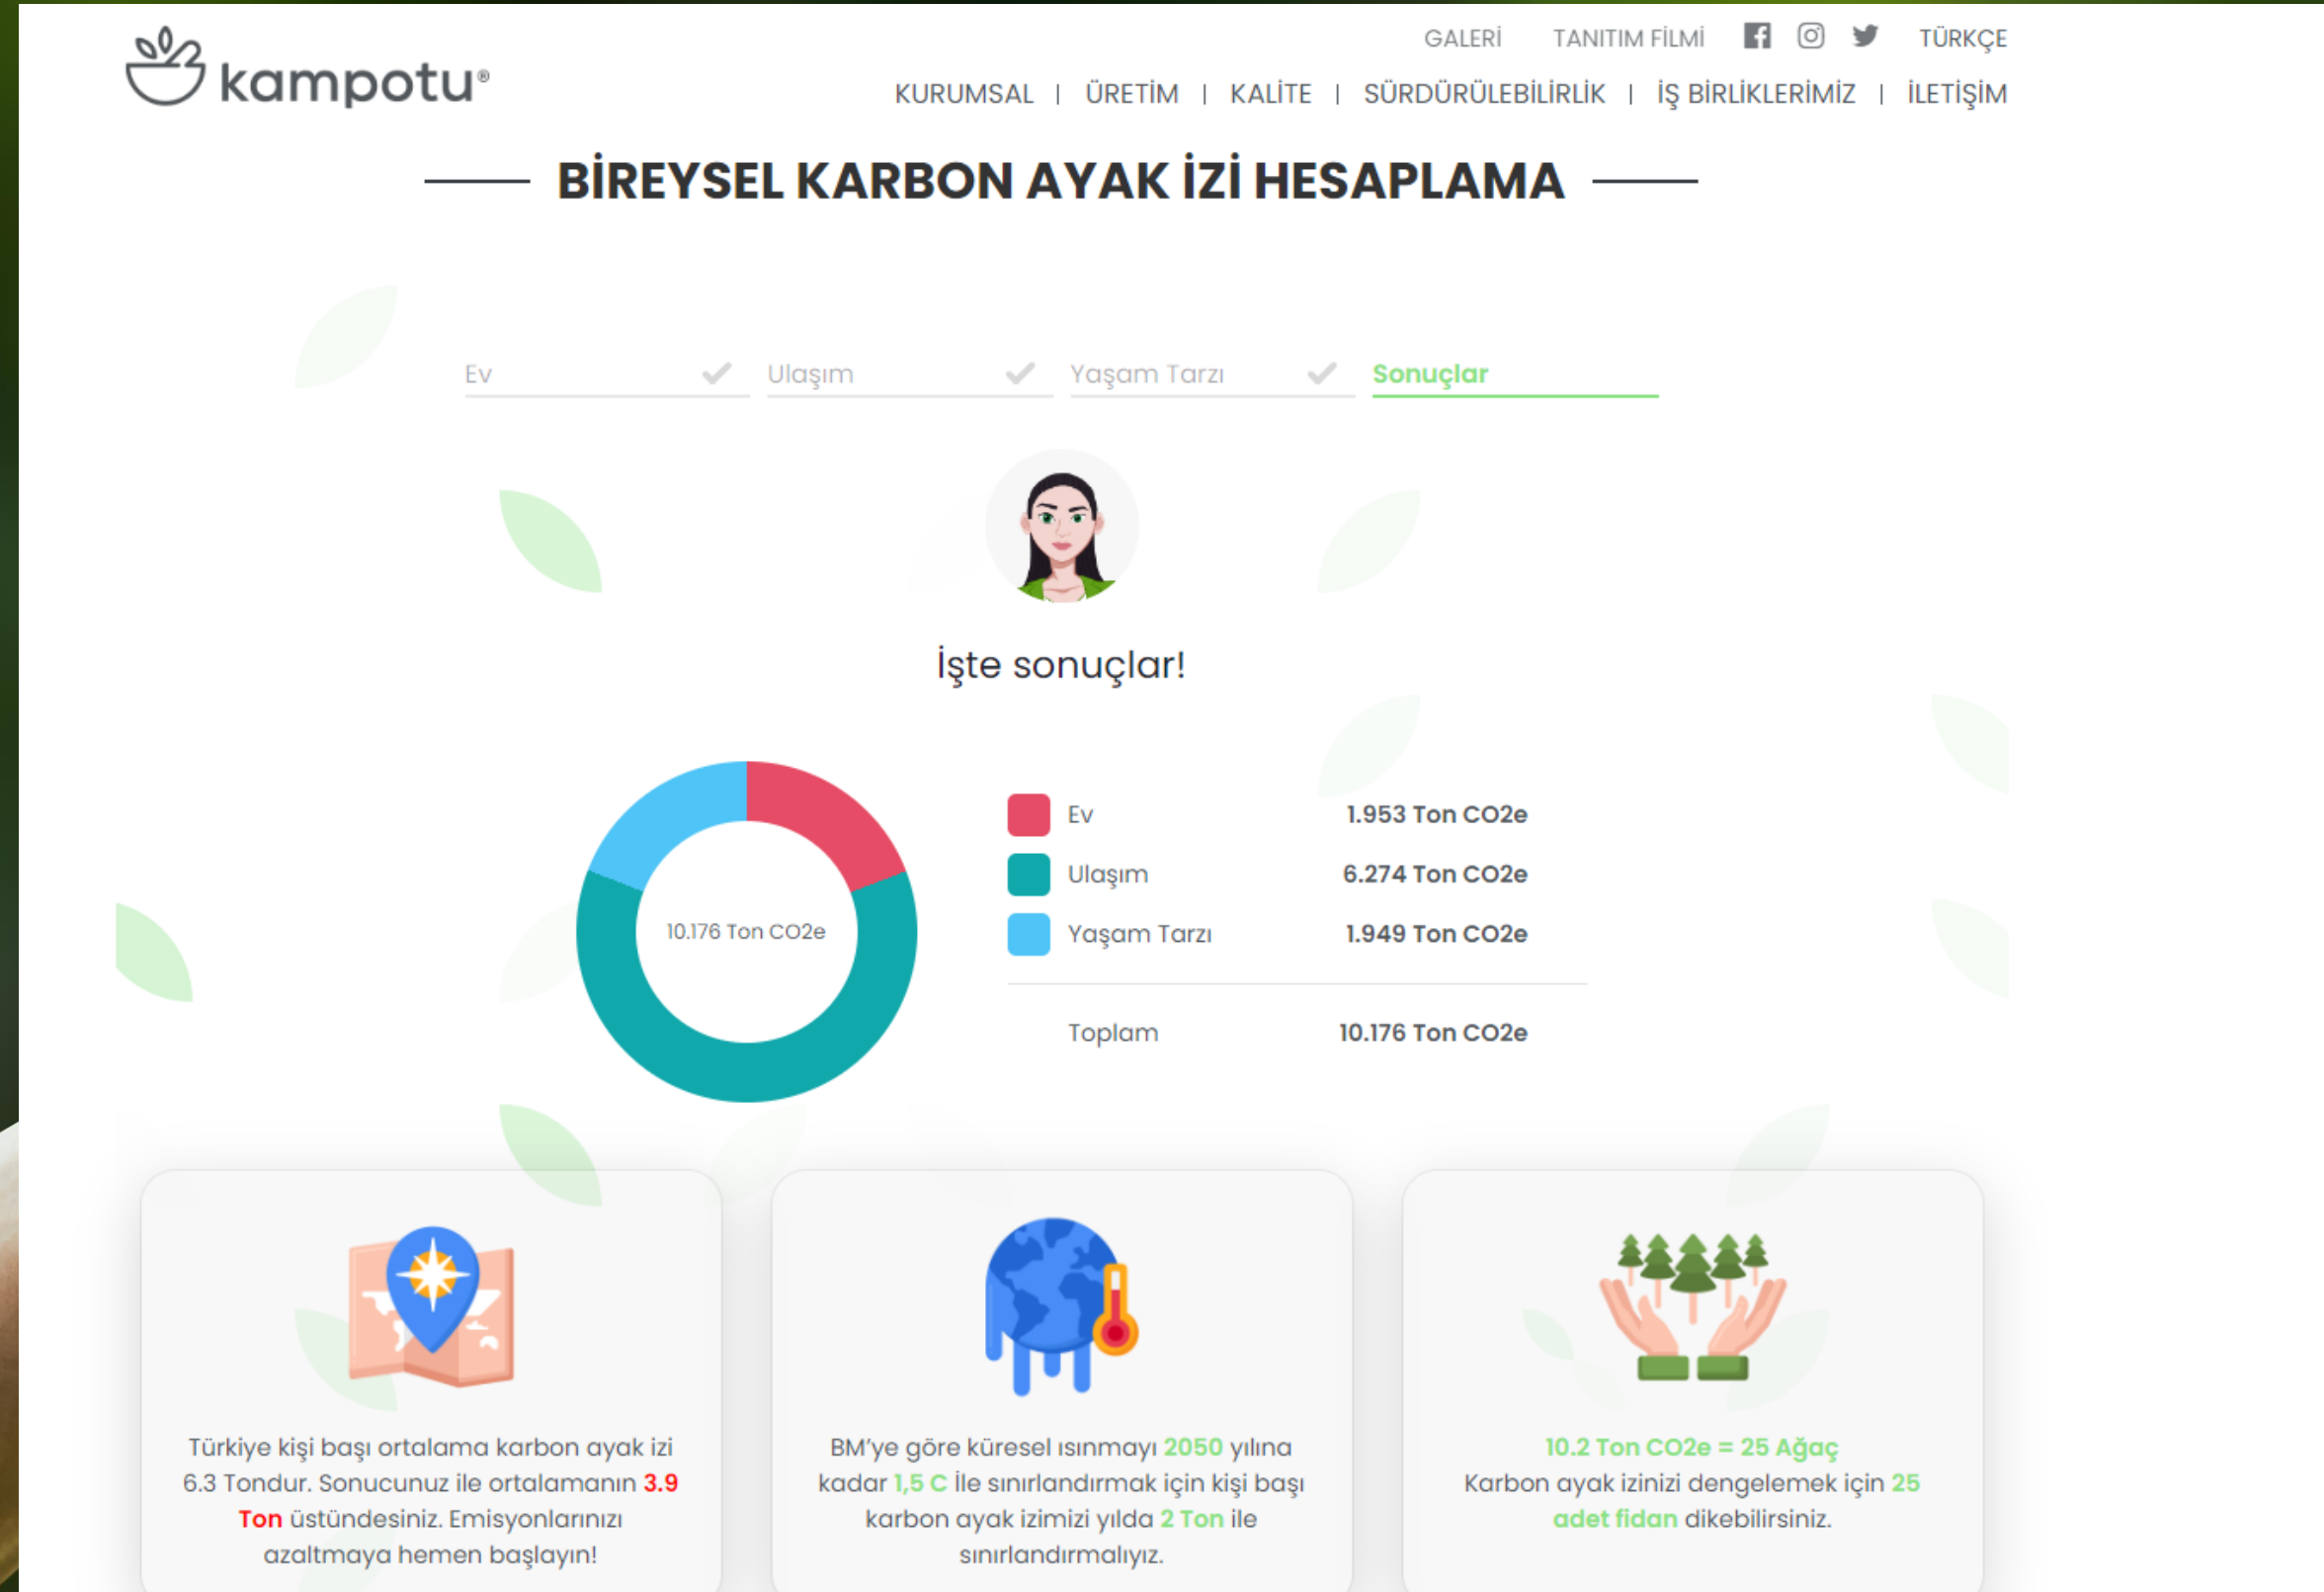 kampotu®
GALERİ TANITIM FİLMİ TÜRKÇE
KURUMSAL | ÜRETİM | KALİTE | SÜRDÜRÜLEBİLİRLİK | İŞ BİRLİKLERİMİZ | İLETİŞİM
BİREYSEL KARBON AYAK İZİ HESAPLAMA
Ev Ulaşım Yaşam Tarzı Sonuçlar
İşte sonuçlar!
10.176 Ton CO2e
Ev 1.953 Ton CO2e
Ulaşım 6.274 Ton CO2e
Yaşam Tarzı 1.949 Ton CO2e
Toplam 10.176 Ton CO2e
Türkiye kişi başı ortalama karbon ayak izi
6.3 Tondur. Sonucunuz ile ortalamanın 3.9
Ton üstündesiniz. Emisyonlarınızı
azaltmaya hemen başlayın!
BM'ye göre küresel ısınmayı 2050 yılına
kadar 1,5 C İle sınırlandırmak için kişi başı
karbon ayak izimizi yılda 2 Ton ile
sınırlandırmalıyız.
10.2 Ton CO2e = 25 Ağaç
Karbon ayak izinizi dengelemek için 25
adet fidan dikebilirsiniz.